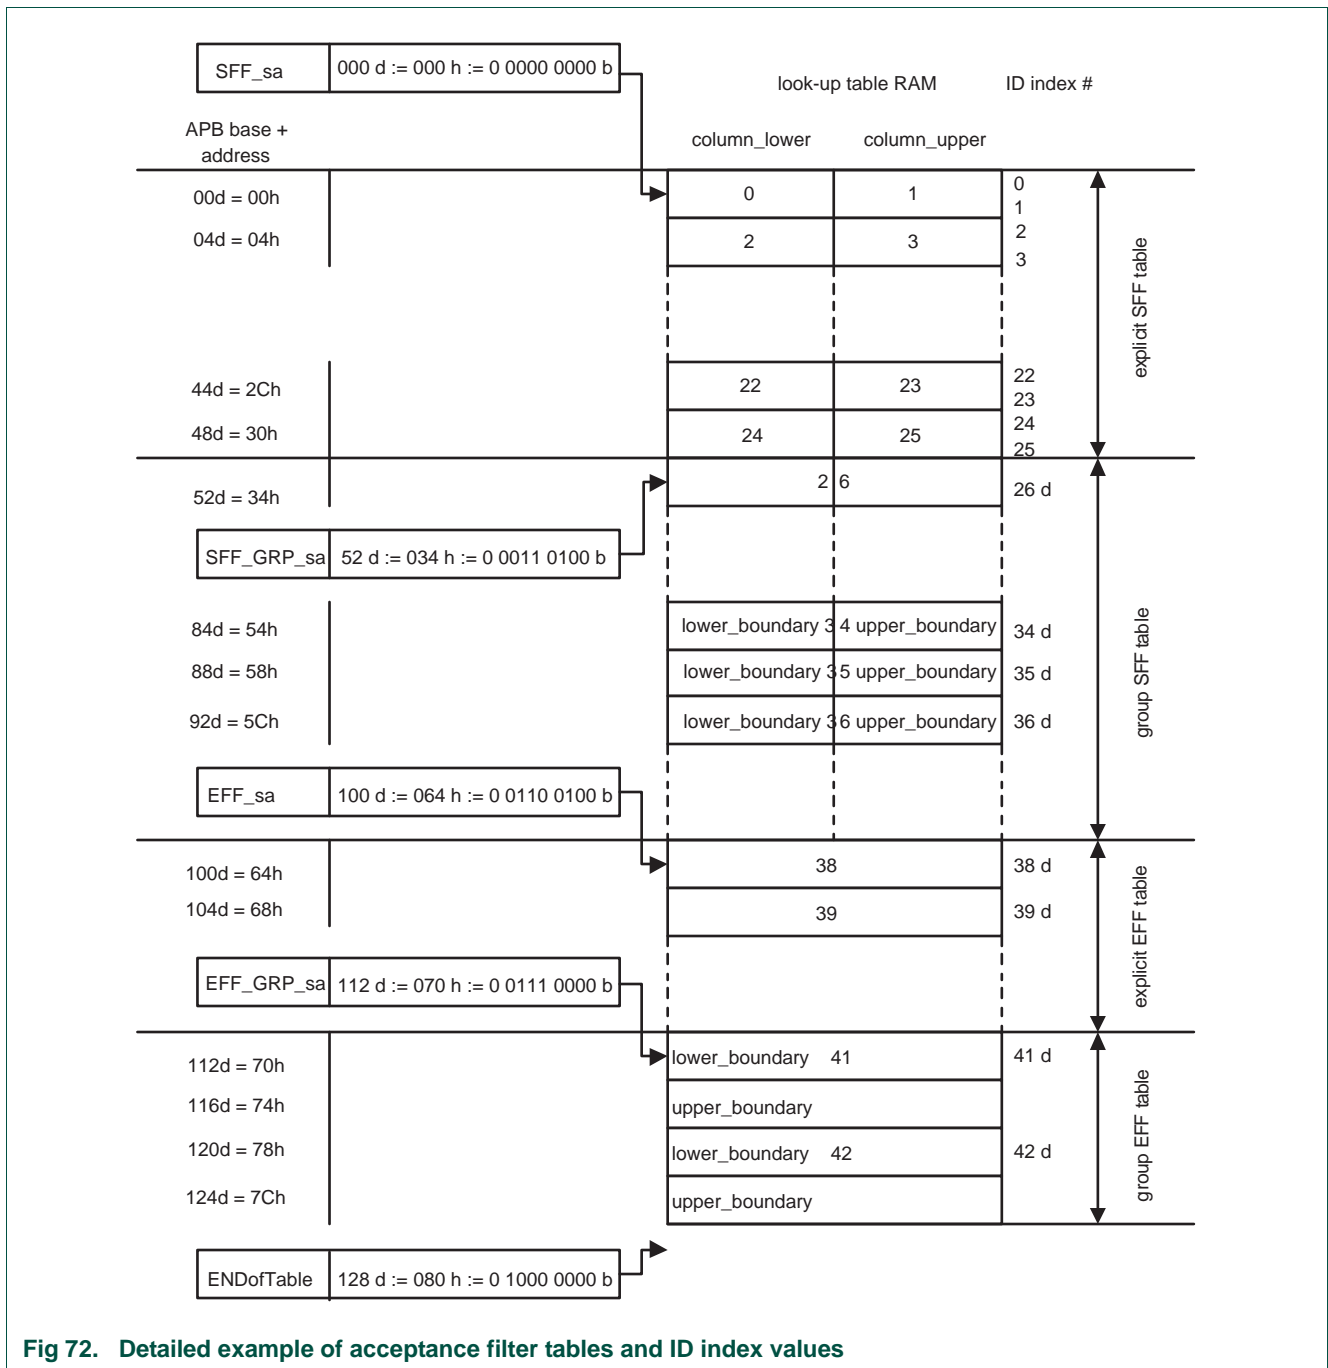 SFF_sa 000 d := 000 h := 0 0000 0000 b
look-up table RAM ID index #
APB base +
address
column_lower column_upper
00d = 00h 0 1 0
1
04d = 04h 2 3 2
3
explicit SFF table
44d = 2Ch 22 23 22
23
48d = 30h 24 25 24
25
52d = 34h 2 6 26 d
SFF_GRP_sa 52 d := 034 h := 0 0011 0100 b
84d = 54h lower_boundary 3 4 upper_boundary 34 d
88d = 58h lower_boundary 3 5 upper_boundary 35 d
92d = 5Ch lower_boundary 3 6 upper_boundary 36 d
group SFF table
EFF_sa 100 d := 064 h := 0 0110 0100 b
100d = 64h 38 38 d
104d = 68h 39 39 d
explicit EFF table
EFF_GRP_sa 112 d := 070 h := 0 0111 0000 b
112d = 70h lower_boundary 41 41 d
116d = 74h upper_boundary
120d = 78h lower_boundary 42 42 d
124d = 7Ch upper_boundary
group EFF table
ENDofTable 128 d := 080 h := 0 1000 0000 b
Fig 72. Detailed example of acceptance filter tables and ID index values